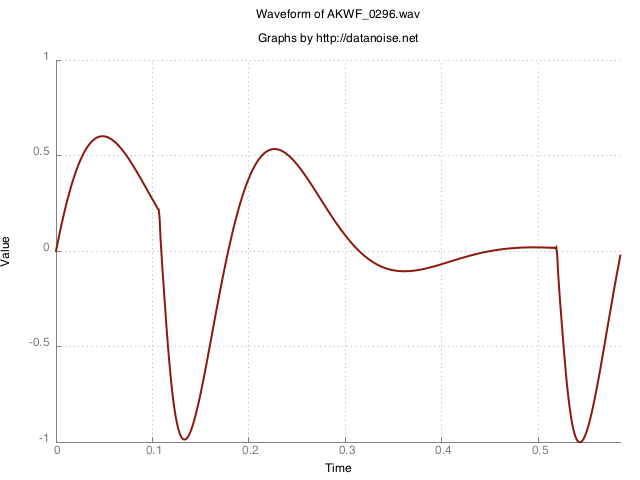 Waveform of AKWF_0296.wav
Graphs by http://datanoise.net
1
0.5
0
-0.5
-1
Value
0 0.1 0.2 0.3 0.4 0.5
Time